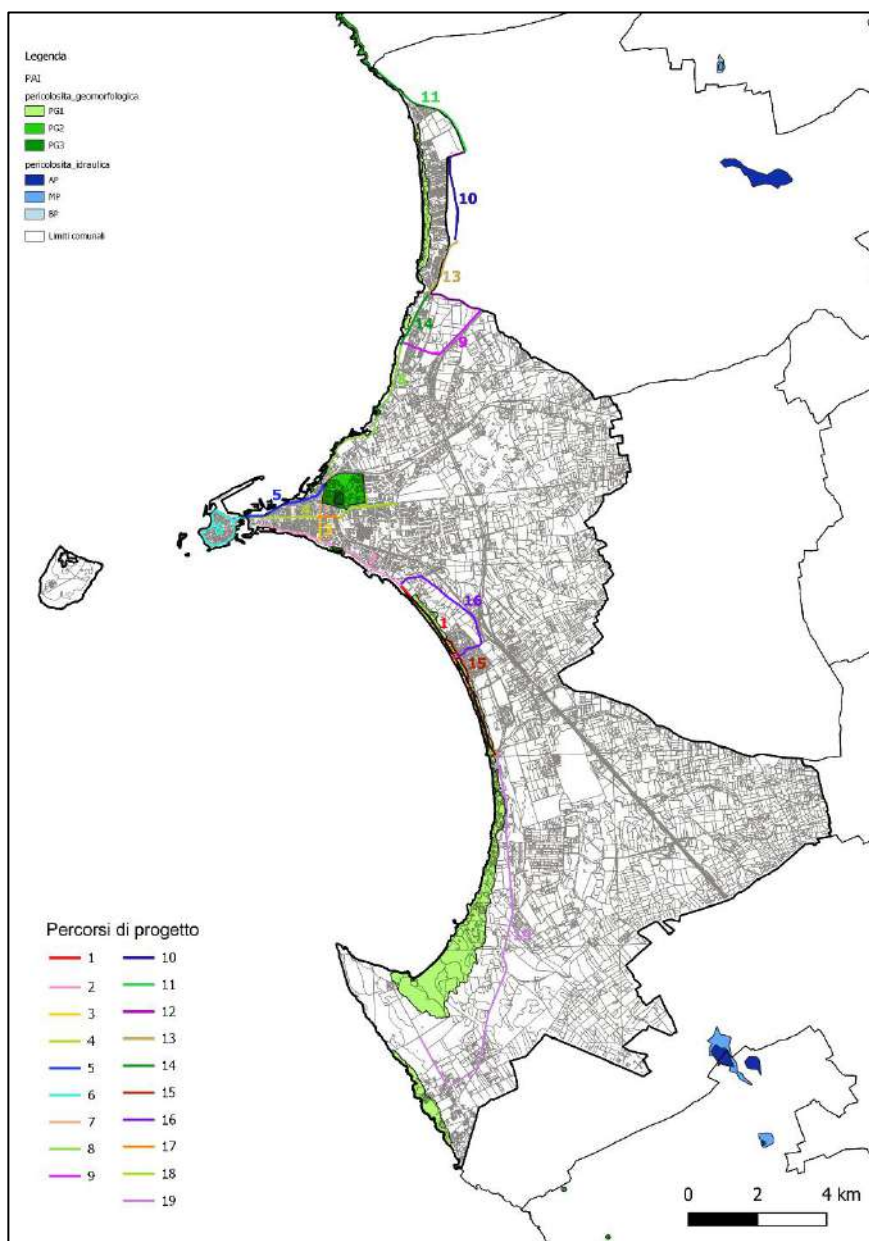 Legenda
PAI
pericolosita_geomorfologica
PG1
PG2
PG3
pericolosita_idraulica
AP
MP
BP
Limiti comunali
11
10
13
14
9
5
16
1
15
Percorsi di progetto
1
2
3
4
5
6
7
8
9
10
11
12
13
14
15
16
17
18
19
0 2 4 km